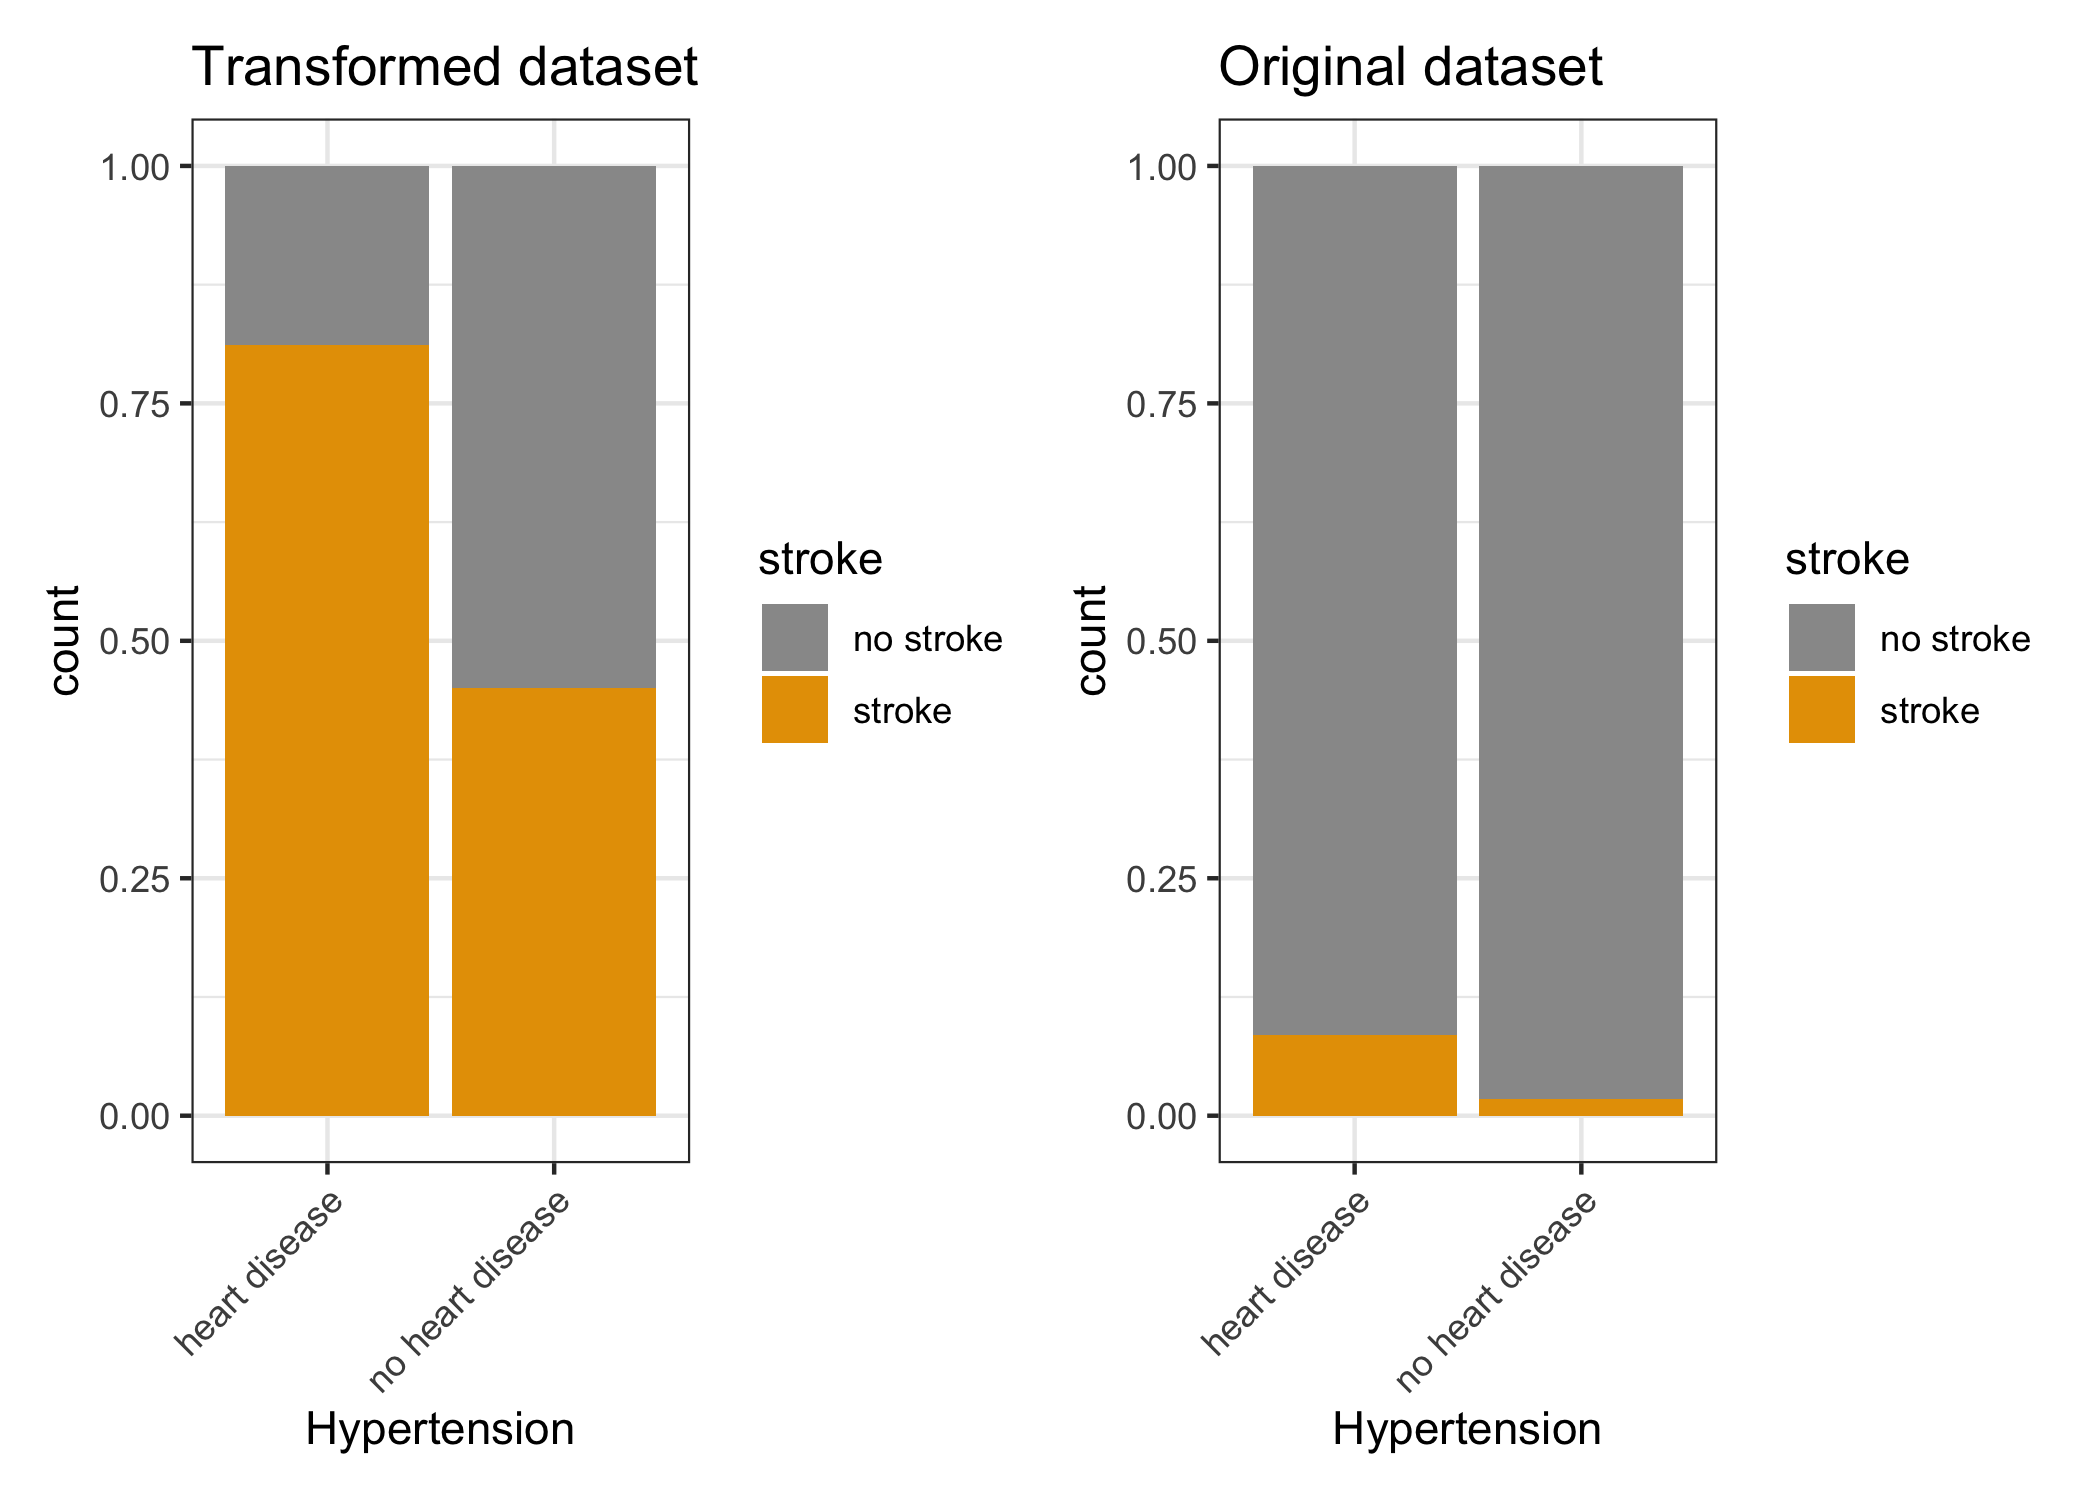 Transformed dataset
count
1.00
0.75
0.50
0.25
0.00
heart disease
no heart disease
Hypertension
stroke
no stroke
stroke
Original dataset
count
1.00
0.75
0.50
0.25
0.00
heart disease
no heart disease
Hypertension
stroke
no stroke
stroke